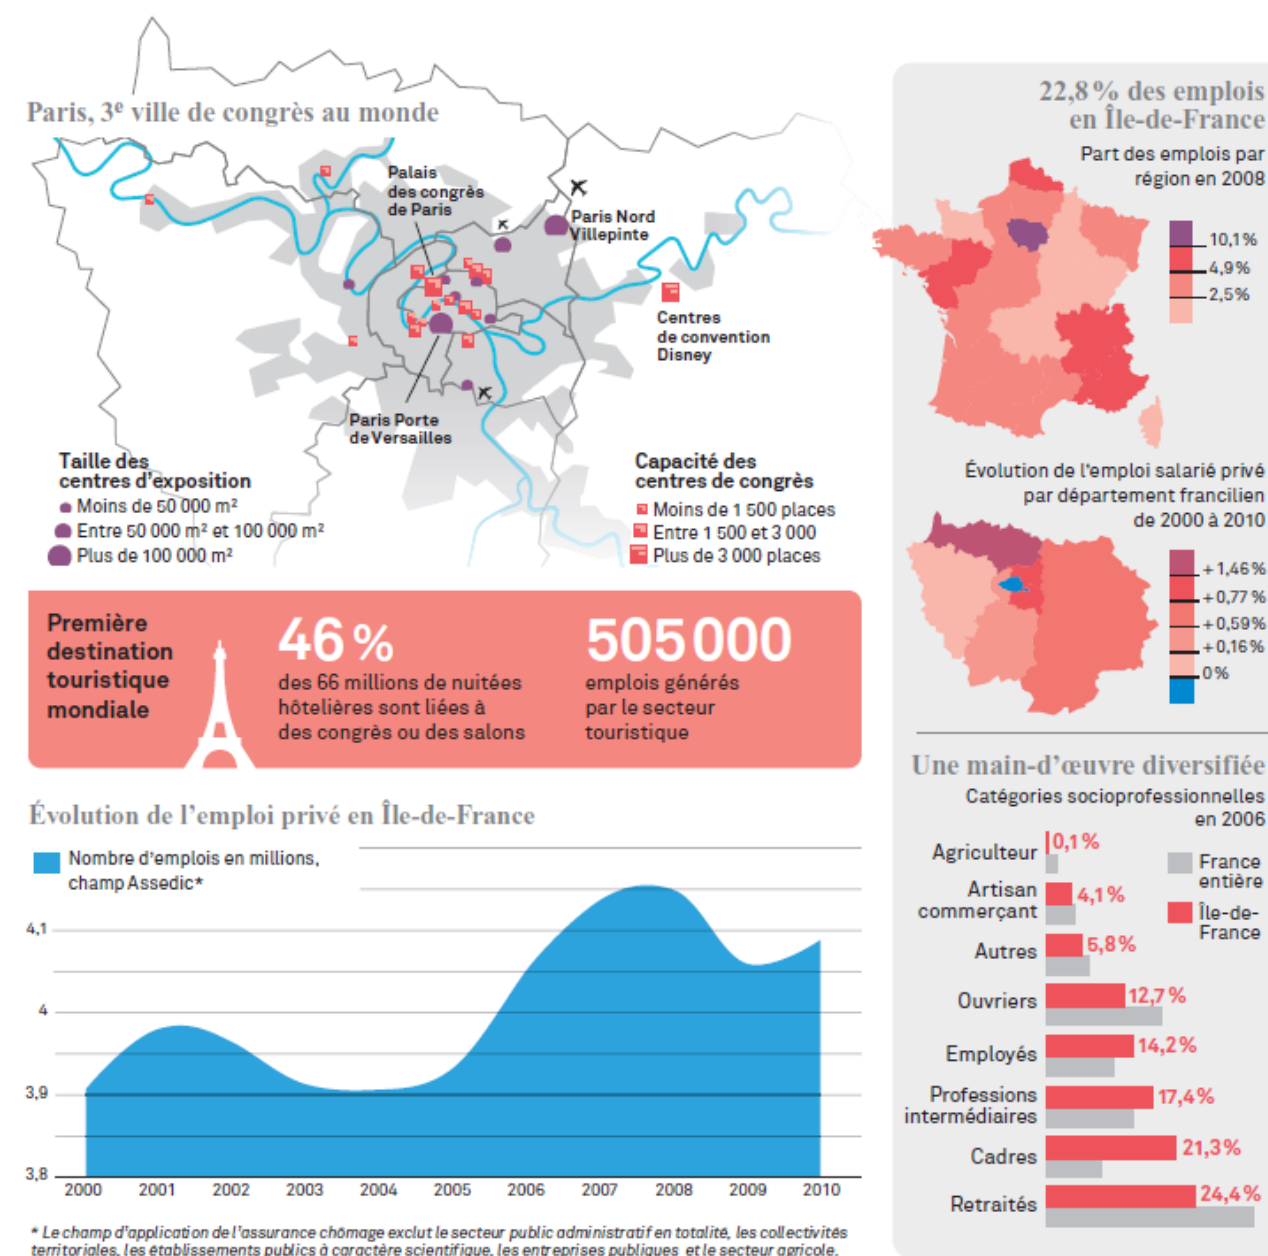 Paris, 3e ville de congrès au monde
Palais
des congrès
de Paris
Paris Nord
Villepinte
Centres
de convention
Disney
Paris Porte
de Versailles
Taille des
centres d'exposition
Moins de 50 000 m²
Entre 50 000 m² et 100 000 m²
Plus de 100 000 m²
Capacité des
centres de congrès
Moins de 1 500 places
Entre 1 500 et 3 000
Plus de 3 000 places
Première
destination
touristique
mondiale
46 %
des 66 millions de nuitées
hôtelières sont liées à
des congrès ou des salons
505 000
emplois générés
par le secteur
touristique
Évolution de l'emploi privé en Île-de-France
Nombre d'emplois en millions,
champ Assedic*
4,1
4
3,9
3,8
2000 2001 2002 2003 2004 2005 2006 2007 2008 2009 2010
* Le champ d'application de l'assurance chômage exclut le secteur public administratif en totalité, les collectivités
territoriales, les établissements publics à caractère scientifique, les entreprises publiques et le secteur agricole.
22,8 % des emplois
en Île-de-France
Part des emplois par
région en 2008
10,1 %
4,9 %
2,5 %
Évolution de l'emploi salarié privé
par département francilien
de 2000 à 2010
+ 1,46 %
+ 0,77 %
+ 0,59 %
+ 0,16 %
0 %
Une main-d'œuvre diversifiée
Catégories socioprofessionnelles
en 2006
France
entière
Île-de-
France
Agriculteur 0,1 %
Artisan
commerçant 4,1 %
Autres 5,8 %
Ouvriers 12,7 %
Employés 14,2 %
Professions
intermédiaires 17,4 %
Cadres 21,3 %
Retraités 24,4 %